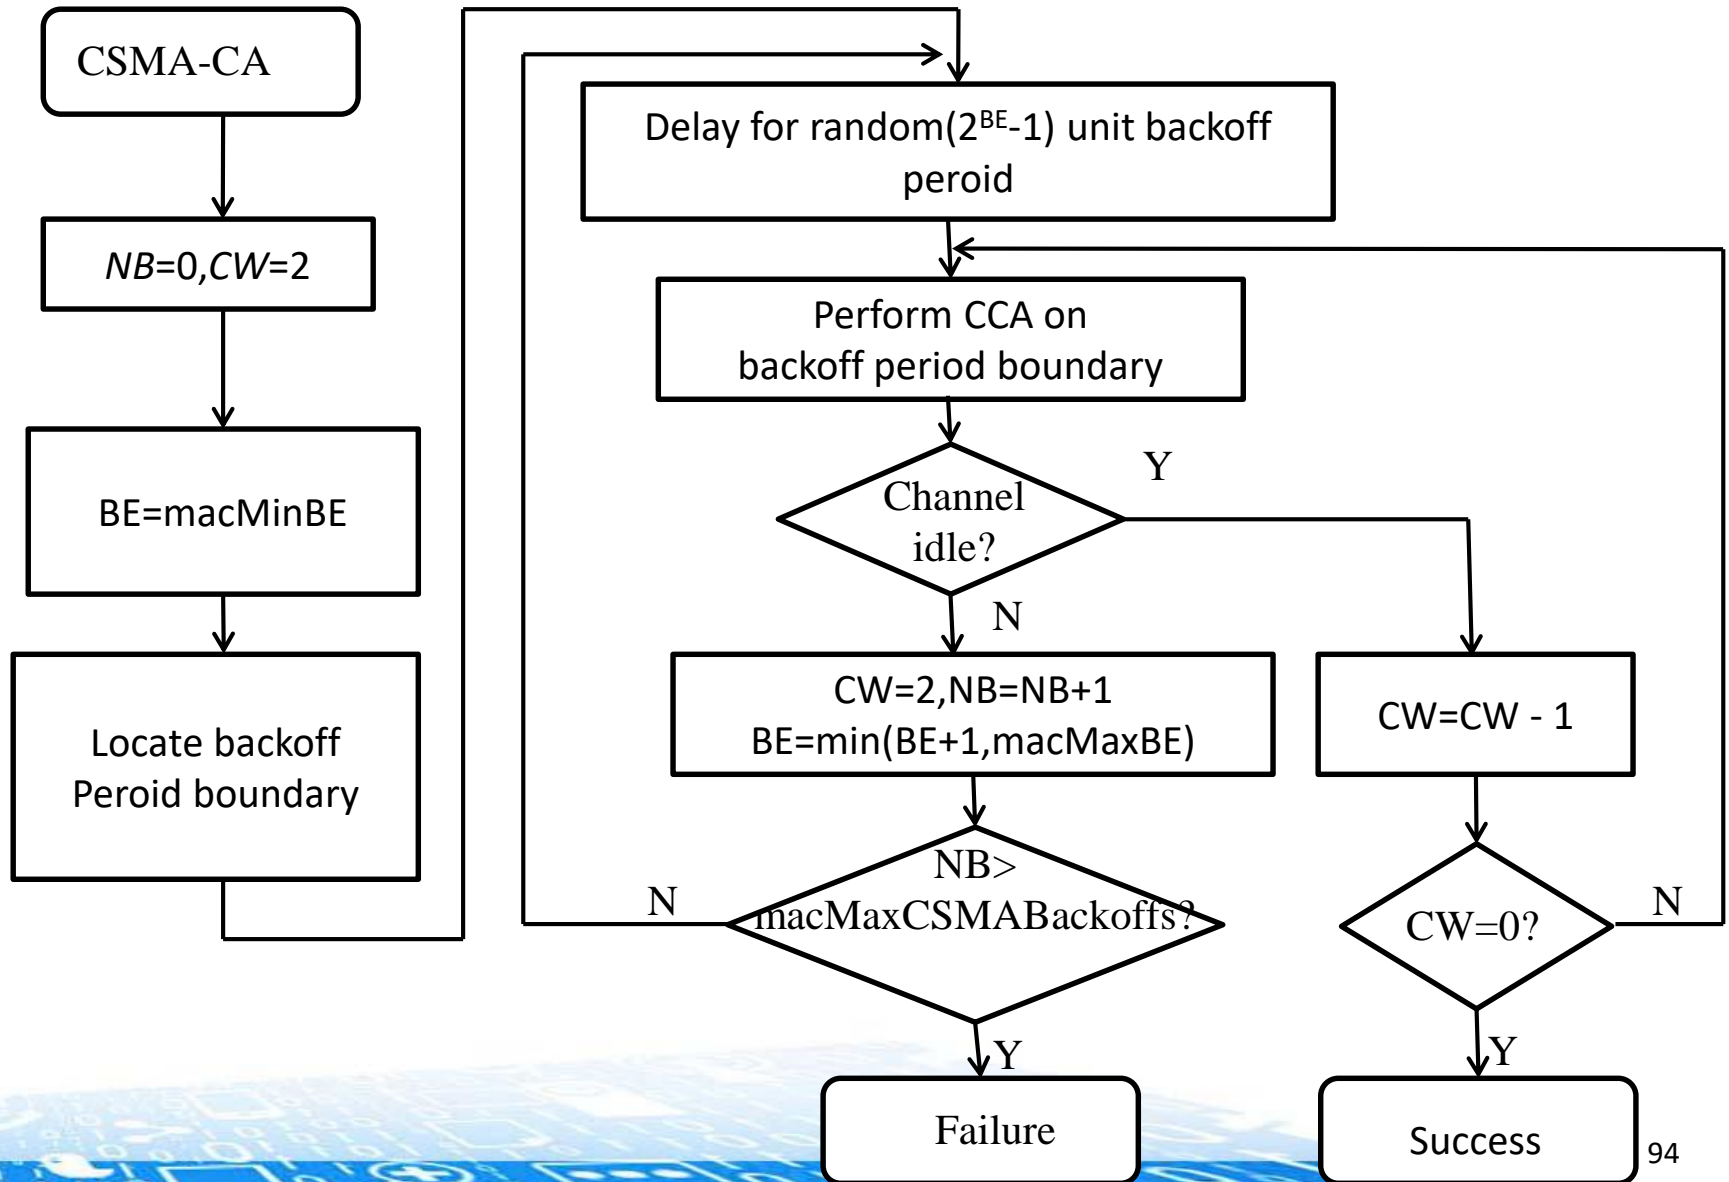 CSMA-CA
NB=0,CW=2
BE=macMinBE
Locate backoff
Peroid boundary
Delay for random(2^BE-1) unit backoff
peroid
Perform CCA on
backoff period boundary
Channel
idle?
Y
N
CW=2,NB=NB+1
BE=min(BE+1,macMaxBE)
CW=CW - 1
NB>
macMaxCSMABackoffs?
N
Y
CW=0?
N
Y
Failure
Success
94